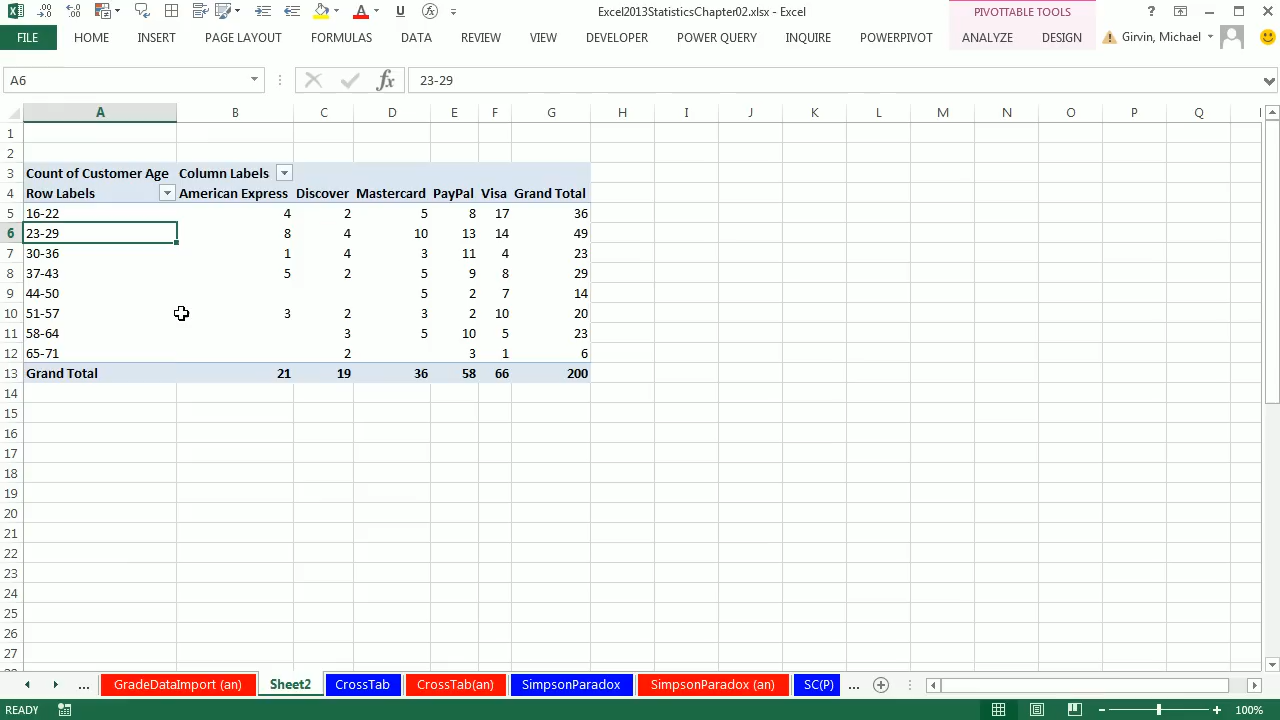 Excel2013StatisticsChapter02.xlsx - Excel
PIVOTTABLE TOOLS
FILE HOME INSERT PAGE LAYOUT FORMULAS DATA REVIEW VIEW DEVELOPER POWER QUERY INQUIRE POWERPIVOT ANALYZE DESIGN Girvin, Michael
A6 fx 23-29
A B C D E F G H I J K L M N O P Q
1
2
3 Count of Customer Age Column Labels
4 Row Labels American Express Discover Mastercard PayPal Visa Grand Total
5 16-22 4 2 5 8 17 36
6 23-29 8 4 10 13 14 49
7 30-36 1 4 3 11 4 23
8 37-43 5 2 5 9 8 29
9 44-50 5 2 7 14
10 51-57 3 2 3 2 10 20
11 58-64 3 5 10 5 23
12 65-71 2 3 1 6
13 Grand Total 21 19 36 58 66 200
14
15
16
17
18
19
20
21
22
23
24
25
26
27
... GradeDataImport (an) Sheet2 CrossTab CrossTab(an) SimpsonParadox SimpsonParadox (an) SC(P) ...
READY 100%